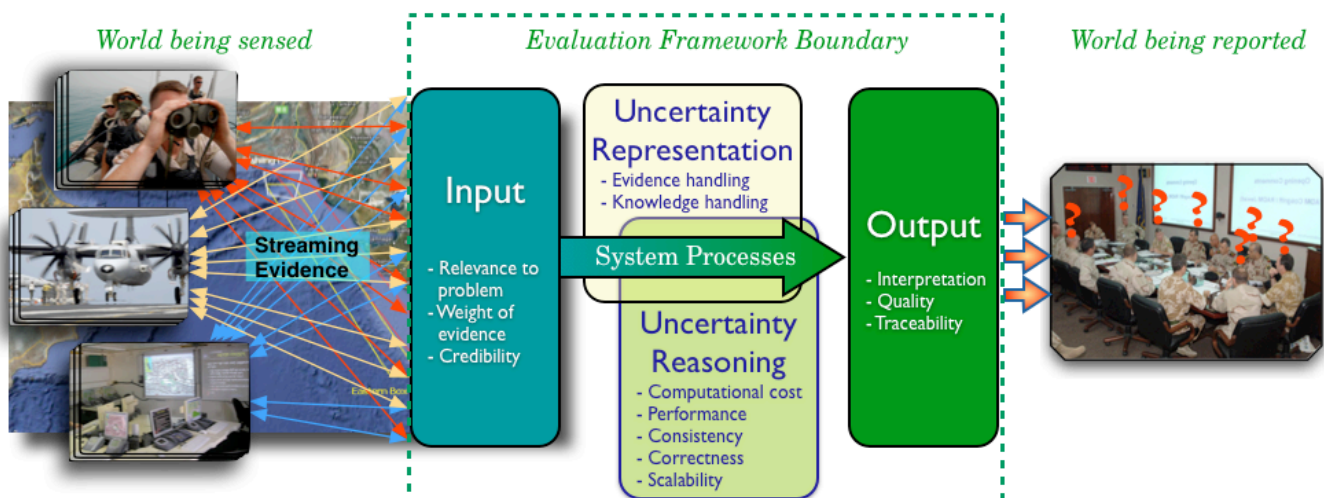 World being sensed
Evaluation Framework Boundary
World being reported
Streaming
Evidence
Eastern Box
Input
- Relevance to
problem
- Weight of
evidence
- Credibility
Uncertainty
Representation
- Evidence handling
- Knowledge handling
System Processes
Uncertainty
Reasoning
- Computational cost
- Performance
- Consistency
- Correctness
- Scalability
Output
- Interpretation
- Quality
- Traceability
? ? ? ? ? ? ?